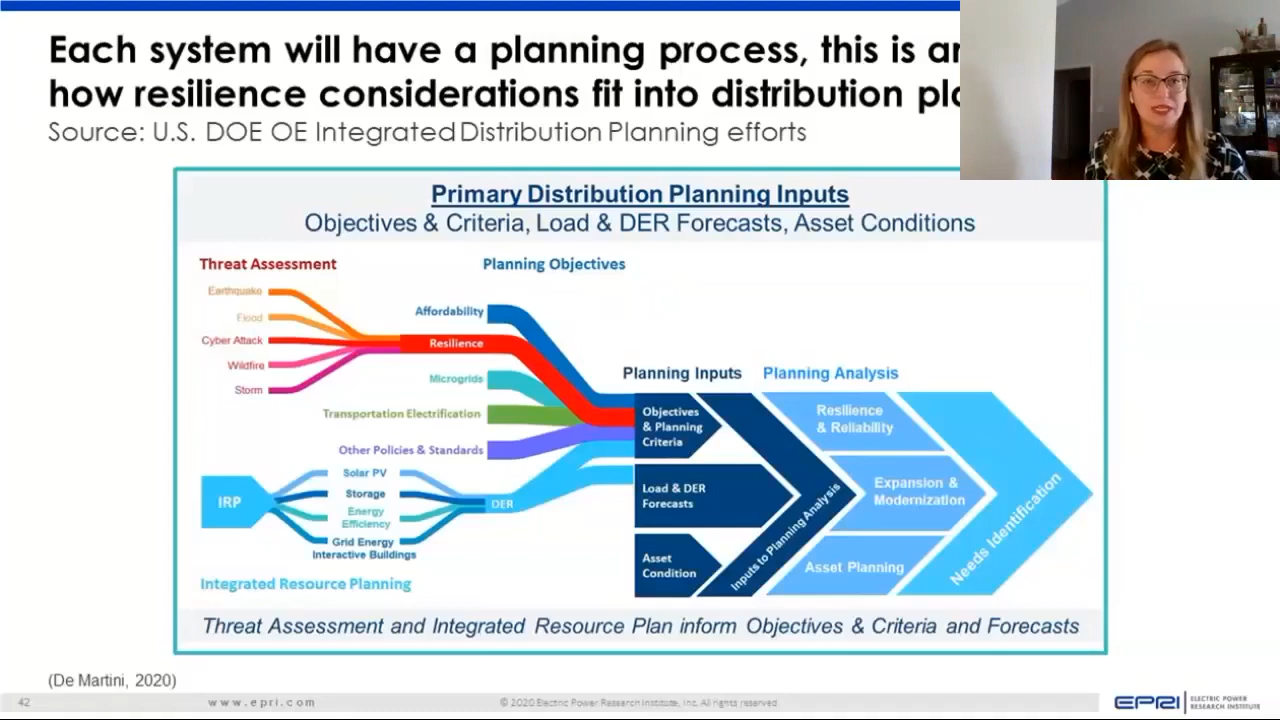 Each system will have a planning process, this is
how resilience considerations fit into distribution
Source: U.S. DOE OE Integrated Distribution Planning efforts
Primary Distribution Planning Inputs
Objectives & Criteria, Load & DER Forecasts, Asset Conditions
Threat Assessment
Planning Objectives
Earthquake
Flood
Cyber Attack
Wildfire
Storm
Affordability
Resilience
Microgrids
Transportation Electrification
Other Policies & Standards
IRP
Solar PV
Storage
Energy
Efficiency
Grid Energy
Interactive Buildings
DER
Integrated Resource Planning
Planning Inputs
Planning Analysis
Objectives
& Planning
Criteria
Load & DER
Forecasts
Asset
Condition
Inputs to Planning Analysis
Resilience
& Reliability
Expansion &
Modernization
Asset Planning
Needs Identification
Threat Assessment and Integrated Resource Plan inform Objectives & Criteria and Forecasts
(De Martini, 2020)
42
www.epri.com
© 2020 Electric Power Research Institute, Inc. All rights reserved.
EPRI
ELECTRIC POWER
RESEARCH INSTITUTE